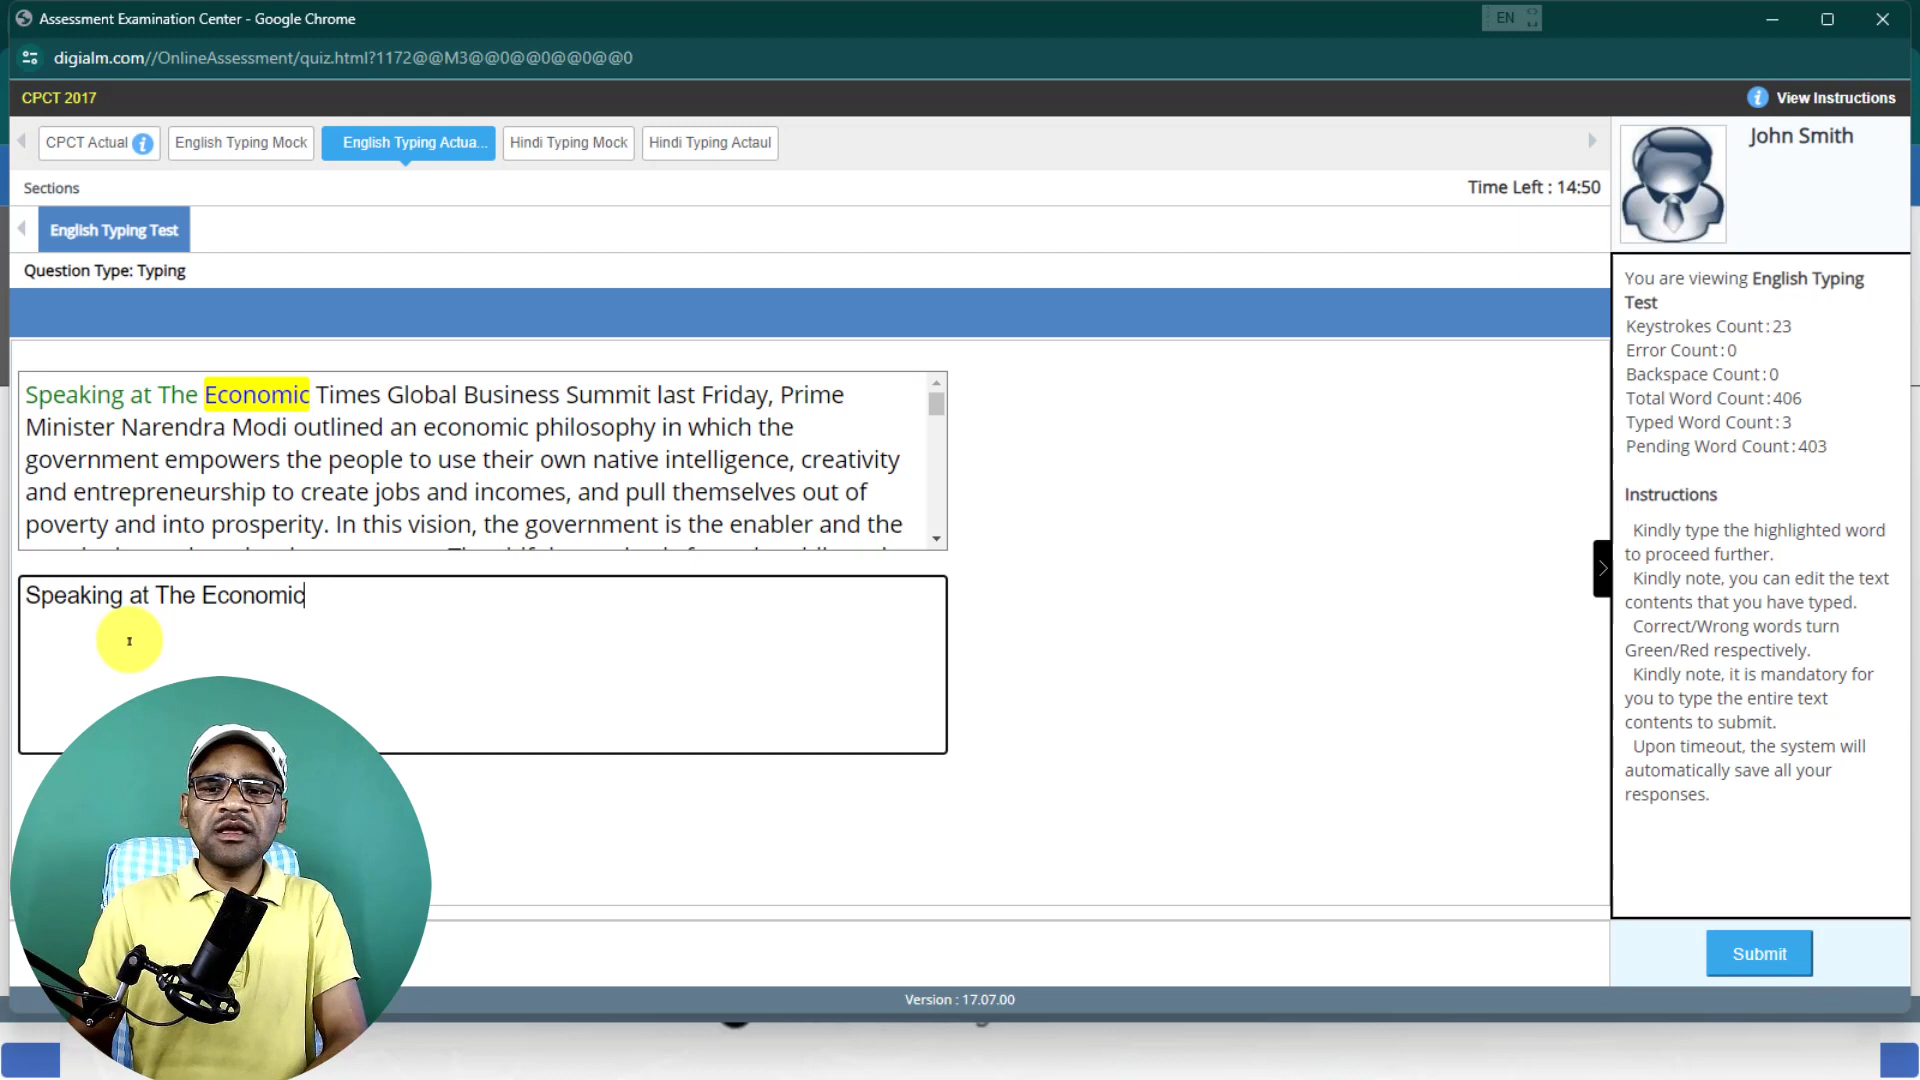 Assessment Examination Center - Google Chrome
EN
digialm.com//OnlineAssessment/quiz.html?1172@@M3@@0@@0@@0@@0
CPCT 2017
View Instructions
CPCT Actual
English Typing Mock
English Typing Actua...
Hindi Typing Mock
Hindi Typing Actaul
John Smith
Sections
Time Left : 14:50
English Typing Test
Question Type: Typing
Speaking at The Economic Times Global Business Summit last Friday, Prime
Minister Narendra Modi outlined an economic philosophy in which the
government empowers the people to use their own native intelligence, creativity
and entrepreneurship to create jobs and incomes, and pull themselves out of
poverty and into prosperity. In this vision, the government is the enabler and the
Speaking at The Economic
You are viewing English Typing
Test
Keystrokes Count:23
Error Count:0
Backspace Count:0
Total Word Count:406
Typed Word Count:3
Pending Word Count:403
Instructions
Kindly type the highlighted word
to proceed further.
Kindly note, you can edit the text
contents that you have typed.
Correct/Wrong words turn
Green/Red respectively.
Kindly note, it is mandatory for
you to type the entire text
contents to submit.
Upon timeout, the system will
automatically save all your
responses.
Submit
Version : 17.07.00